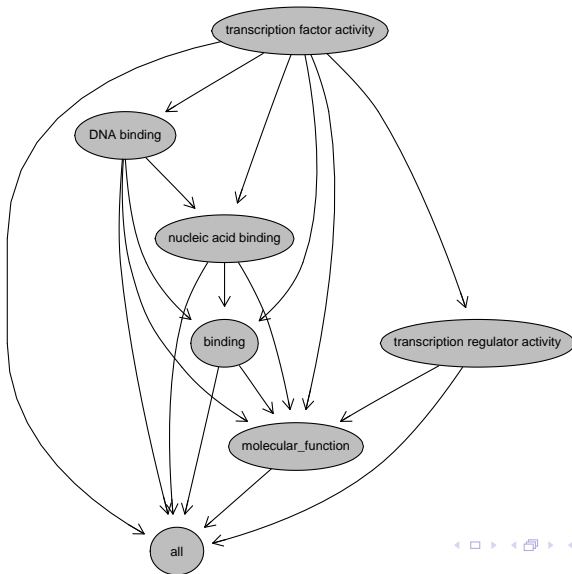 transcription factor activity
DNA binding
nucleic acid binding
binding
transcription regulator activity
molecular_function
all